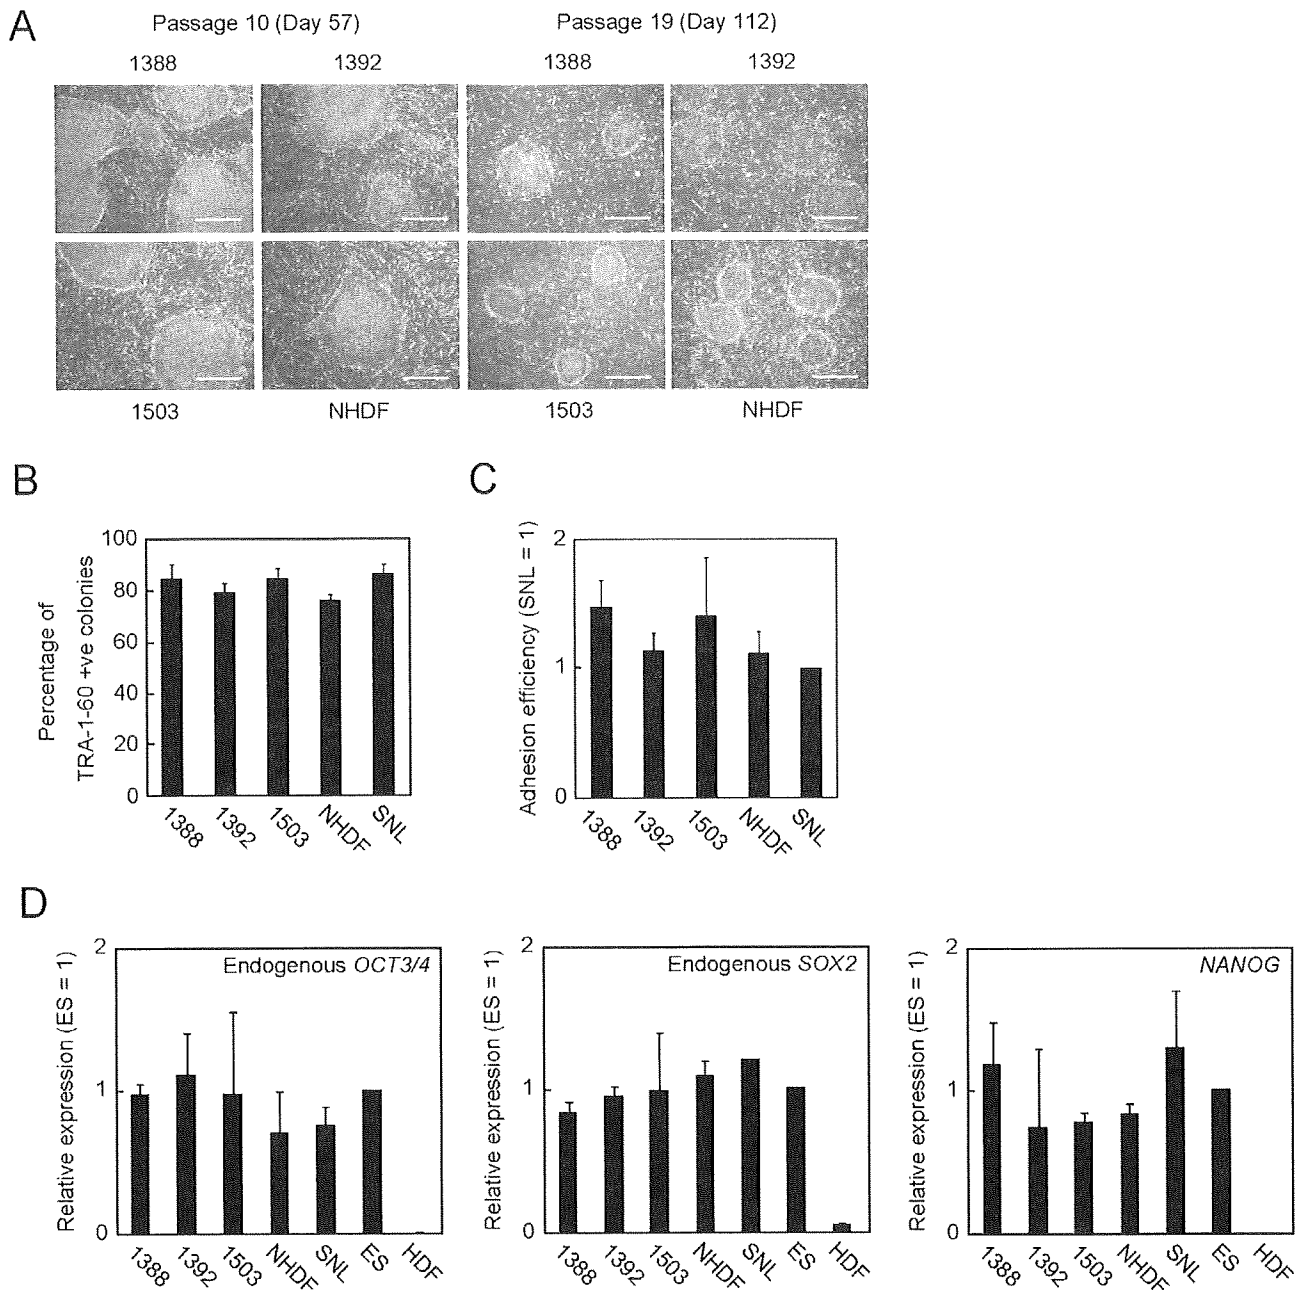 A
Passage 10 (Day 57)
Passage 19 (Day 112)
1388
1392
1388
1392
1503
NHDF
1503
NHDF
B
Percentage of
TRA-1-60 +ve colonies
100
80
60
40
20
0
1388
1392
1503
NHDF
SNL
C
Adhesion efficiency (SNL = 1)
2
1
0
1388
1392
1503
NHDF
SNL
D
Relative expression (ES = 1)
2
1
0
Endogenous OCT3/4
1388
1392
1503
NHDF
SNL
ES
HDF
Relative expression (ES = 1)
2
1
0
Endogenous SOX2
1388
1392
1503
NHDF
SNL
ES
HDF
Relative expression (ES = 1)
2
1
0
NANOG
1388
1392
1503
NHDF
SNL
ES
HDF